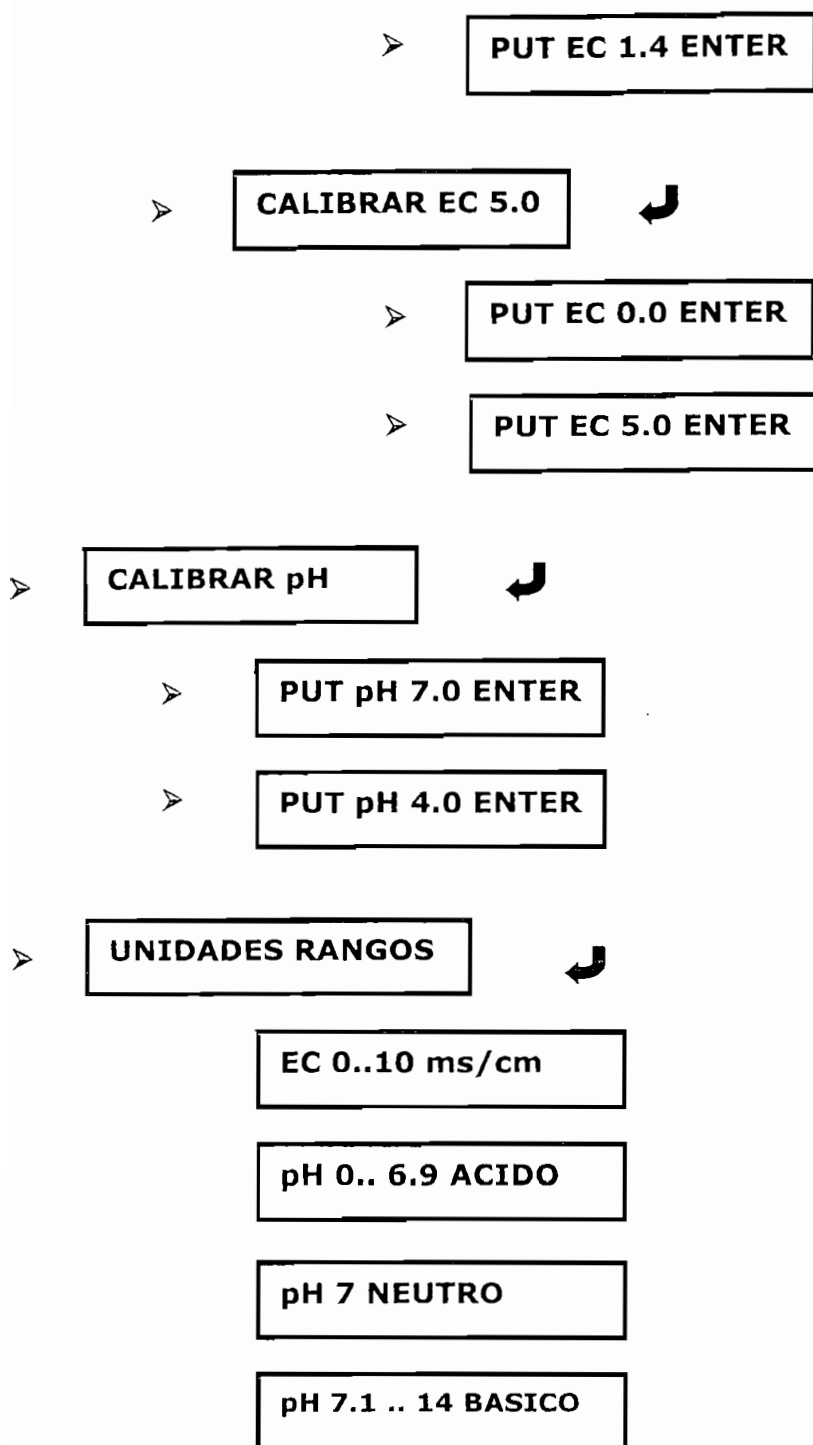 PUT EC 1.4 ENTER
CALIBRAR EC 5.0
PUT EC 0.0 ENTER
PUT EC 5.0 ENTER
CALIBRAR pH
PUT pH 7.0 ENTER
PUT pH 4.0 ENTER
UNIDADES RANGOS
EC 0..10 ms/cm
pH 0.. 6.9 ACIDO
pH 7 NEUTRO
pH 7.1 .. 14 BASICO